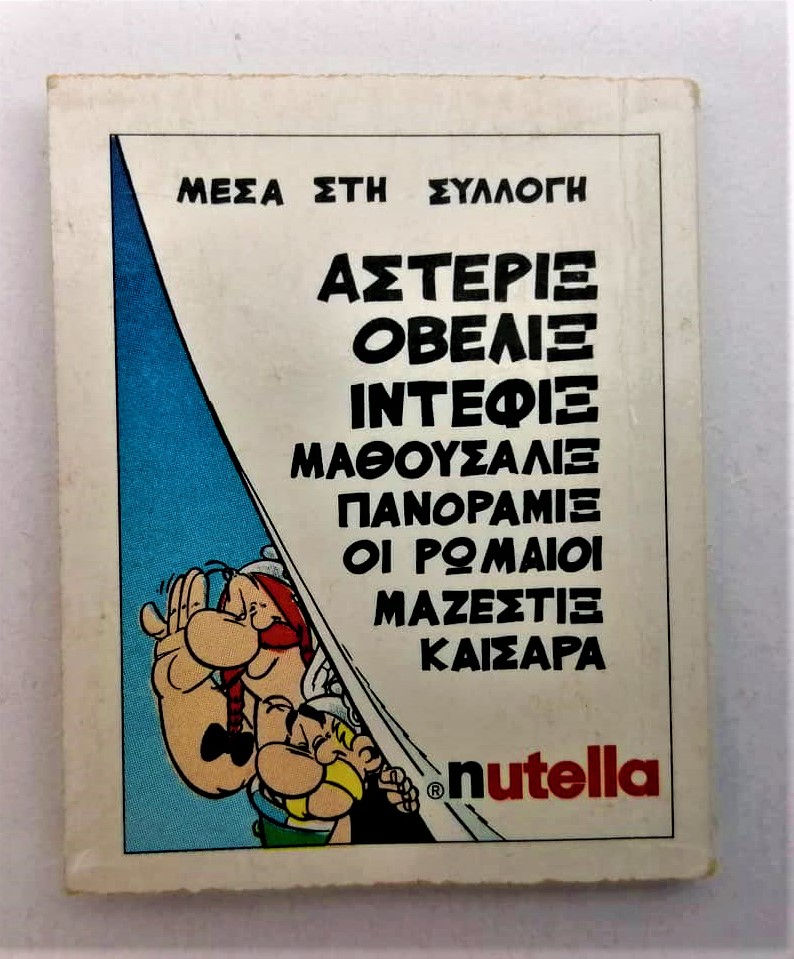 ΜΕΣΑ ΣΤΗ ΣΥΛΛΟΓΗ
ΑΣΤΕΡΙΞ
ΟΒΕΛΙΞ
ΙΝΤΕΦΙΞ
ΜΑΘΟΥΣΑΛΙΞ
ΠΑΝΟΡΑΜΙΞ
ΟΙ ΡΩΜΑΙΟΙ
ΜΑΖΕΣΤΙΞ
ΚΑΙΣΑΡΑ
®nutella